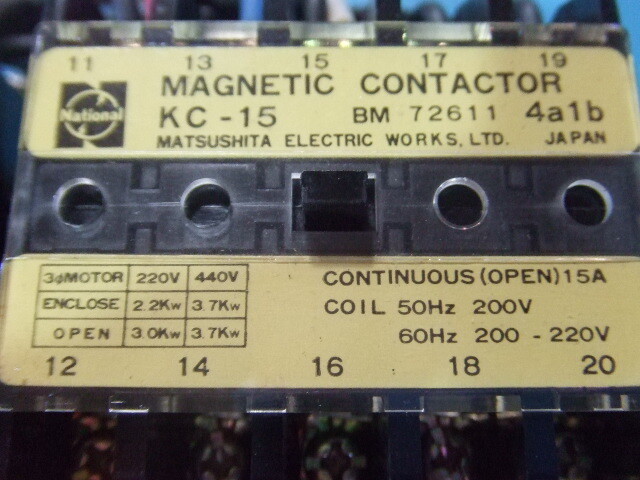 11 13 15 17 19
National
MAGNETIC CONTACTOR
KC-15 BM 72611 4a1b
MATSUSHITA ELECTRIC WORKS, LTD. JAPAN
3φMOTOR 220V 440V
ENCLOSE 2.2Kw 3.7Kw
OPEN 3.0Kw 3.7Kw
CONTINUOUS (OPEN) 15A
COIL 50Hz 200V
60Hz 200 - 220V
12 14 16 18 20